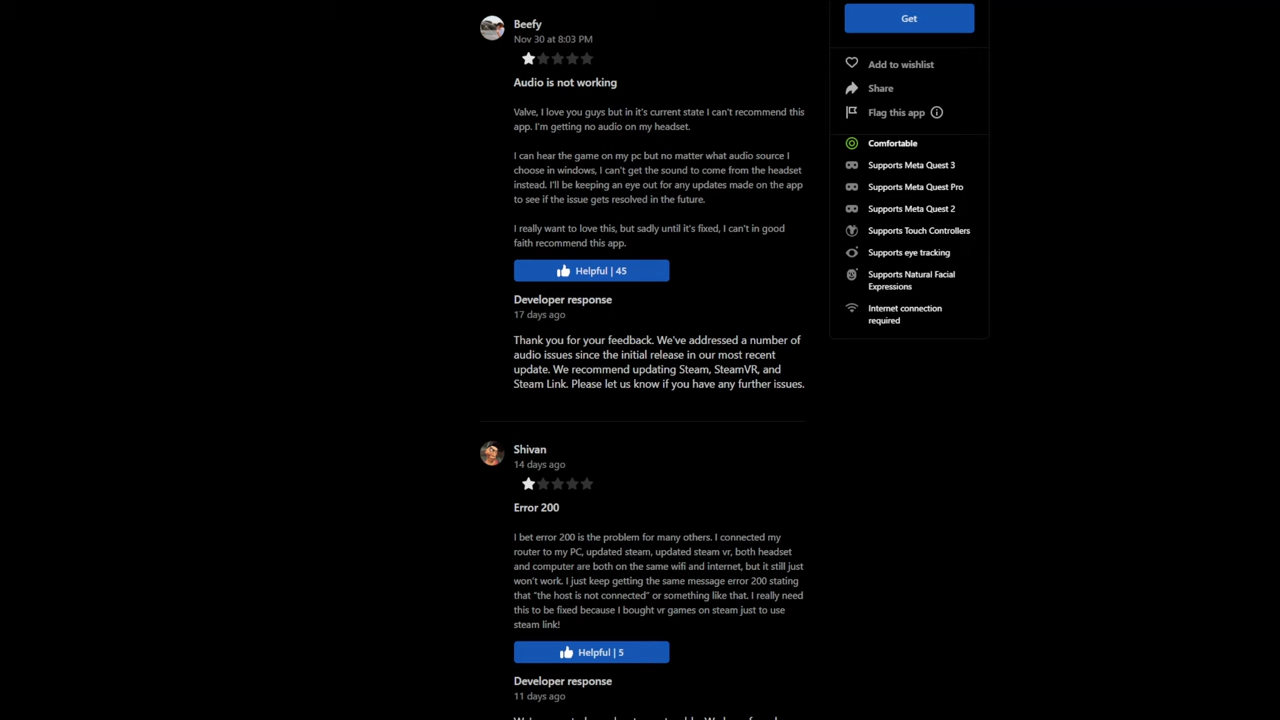 Beefy
Nov 30 at 8:03 PM
Audio is not working
Valve, I love you guys but in it's current state I can't recommend this
app. I'm getting no audio on my headset.
I can hear the game on my pc but no matter what audio source I
choose in windows, I can't get the sound to come from the headset
instead. I'll be keeping an eye out for any updates made on the app
to see if the issue gets resolved in the future.
I really want to love this, but sadly until it's fixed, I can't in good
faith recommend this app.
Helpful | 45
Developer response
17 days ago
Thank you for your feedback. We've addressed a number of
audio issues since the initial release in our most recent
update. We recommend updating Steam, SteamVR, and
Steam Link. Please let us know if you have any further issues.
Shivan
14 days ago
Error 200
I bet error 200 is the problem for many others. I connected my
router to my PC, updated steam, updated steam vr, both headset
and computer are both on the same wifi and internet, but it still just
won't work. I just keep getting the same message error 200 stating
that "the host is not connected" or something like that. I really need
this to be fixed because I bought vr games on steam just to use
steam link!
Helpful | 5
Developer response
11 days ago
Get
Add to wishlist
Share
Flag this app
Comfortable
Supports Meta Quest 3
Supports Meta Quest Pro
Supports Meta Quest 2
Supports Touch Controllers
Supports eye tracking
Supports Natural Facial
Expressions
Internet connection
required